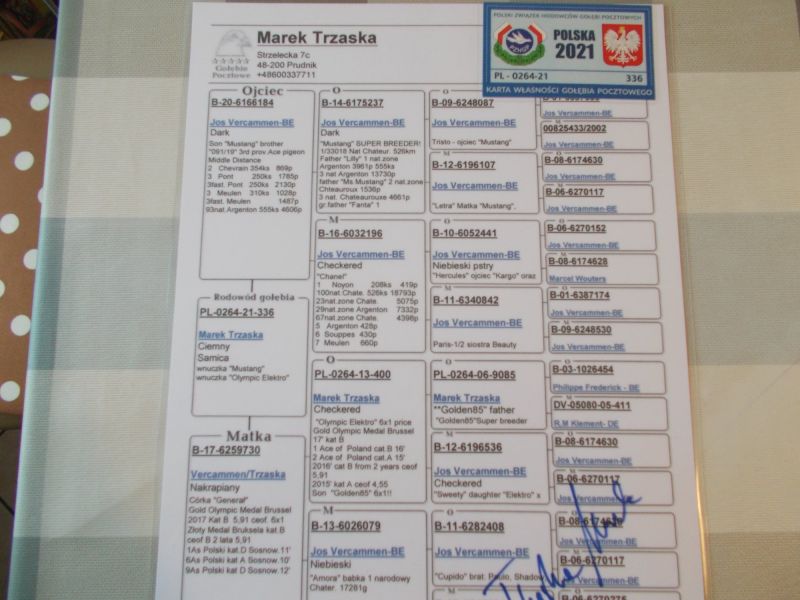 Marek Trzaska
Strzelecka 7c
48-200 Prudnik
+48600337711
Gołębie
Pocztowe
POLSKI ZWIĄZEK HODOWCÓW GOŁĘBI POCZTOWYCH
PZHGP
POLSKA
2021
PL - 0264-21
336
KARTA WŁASNOŚCI GOŁĘBIA POCZTOWEGO
Ojciec
B-20-6166184
Jos Vercammen-BE
Dark
Son "Mustang" brother
"091/19" 3rd prov.Ace pigeon
Middle Distance
2 Chevrain 354ks 869p
3 Pont 250ks 1785p
3fast. Pont 250ks 2130p
3 Meulen 310ks 1028p
3fast. Meulen 1487p
93nat.Argenton 555ks 4606p
Rodowód gołębia
PL-0264-21-336
Marek Trzaska
Ciemny
Samica
wnuczka "Mustang"
wnuczka "Olympic Elektro"
Matka
B-17-6259730
Vercammen/Trzaska
Nakrapiany
Córka "Generał"
Gold Olympic Medal Brussel
2017 Kat B 5,91 ceof. 6x1
Złoty Medal Bruksela kat B
ceof B 2 lata 5,91
1As Polski kat D Sosnow.11'
6As Polski kat A Sosnow.10'
9As Polski kat D Sosnow.12'
O
B-14-6175237
Jos Vercammen-BE
Dark
"Mustang" SUPER BREEDER!
1/33018 Nat Chateur. 526km
Father "Lilly" 1 nat.zone
Argenton 3961p 555ks
3 nat Argenton 13730p
father "Ms Mustang" 2 nat.zone
Chteauroux 1536p
3 nat. Chateaurouxe 4661p
gr.father "Fanta" 1
M
B-16-6032196
Jos Vercammen-BE
Checkered
"Chanel"
1 Noyon 208ks 419p
100nat Chate. 526ks 18793p
23nat.zone Chate. 5075p
29nat.zone Argenton 7332p
67nat.zone Chate. 4398p
5 Argenton 428p
6 Souppes 430p
7 Meulen 660p
O
PL-0264-13-400
Marek Trzaska
Checkered
"Olympic Elektro" 6x1 price
Gold Olympic Medal Brussel
17' kat B
1 Ace of Poland cat.B 16'
2 Ace of Poland cat.A 15'
2016' cat B from 2 years ceof
5,91
2015' kat A ceof 4,55
Son "Golden85" 6x1!!
M
B-13-6026079
Jos Vercammen-BE
Niebieski
"Amora" babka 1 narodowy
Chater. 17281g
O
B-09-6248087
Jos Vercammen-BE
Tristo - ojciec "Mustang"
M
B-12-6196107
Jos Vercammen-BE
"Letra" Matka "Mustang".
O
B-10-6052441
Jos Vercammen-BE
Niebieski pstry
"Hercules" ojciec "Kargo" oraz
M
B-11-6340842
Jos Vercammen-BE
Paris-1/2 siostra Beauty
O
PL-0264-06-9085
Marek Trzaska
**Golden85" father
"Golden85"Super breeder
M
B-12-6196536
Jos Vercammen-BE
Checkered
"Sweety" daughter "Elektro" x
O
B-11-6282408
Jos Vercammen-BE
"Cupido" brat. Paulo, Shadow
M
Jos Vercammen-BE
M
00825433/2002
Jos Vercammen-BE
O
B-08-6174630
Jos Vercammen-BE
M
B-06-6270117
Jos Vercammen-BE
O
B-06-6270152
Jos Vercammen-BE
M
B-08-6174628
Marcel Wouters
O
B-01-6387174
Jos Vercammen-BE
M
B-09-6248530
Jos Vercammen-BE
O
B-03-1026454
Philippe Frederick - BE
M
DV-05080-05-411
R.M Klement- DE
O
B-08-6174630
Jos Vercammen-BE
M
B-06-6270117
Jos Vercammen-BE
O
Vercammen-BE
M
B-06-6270117
Vercammen-BE
O
B-06-6270275